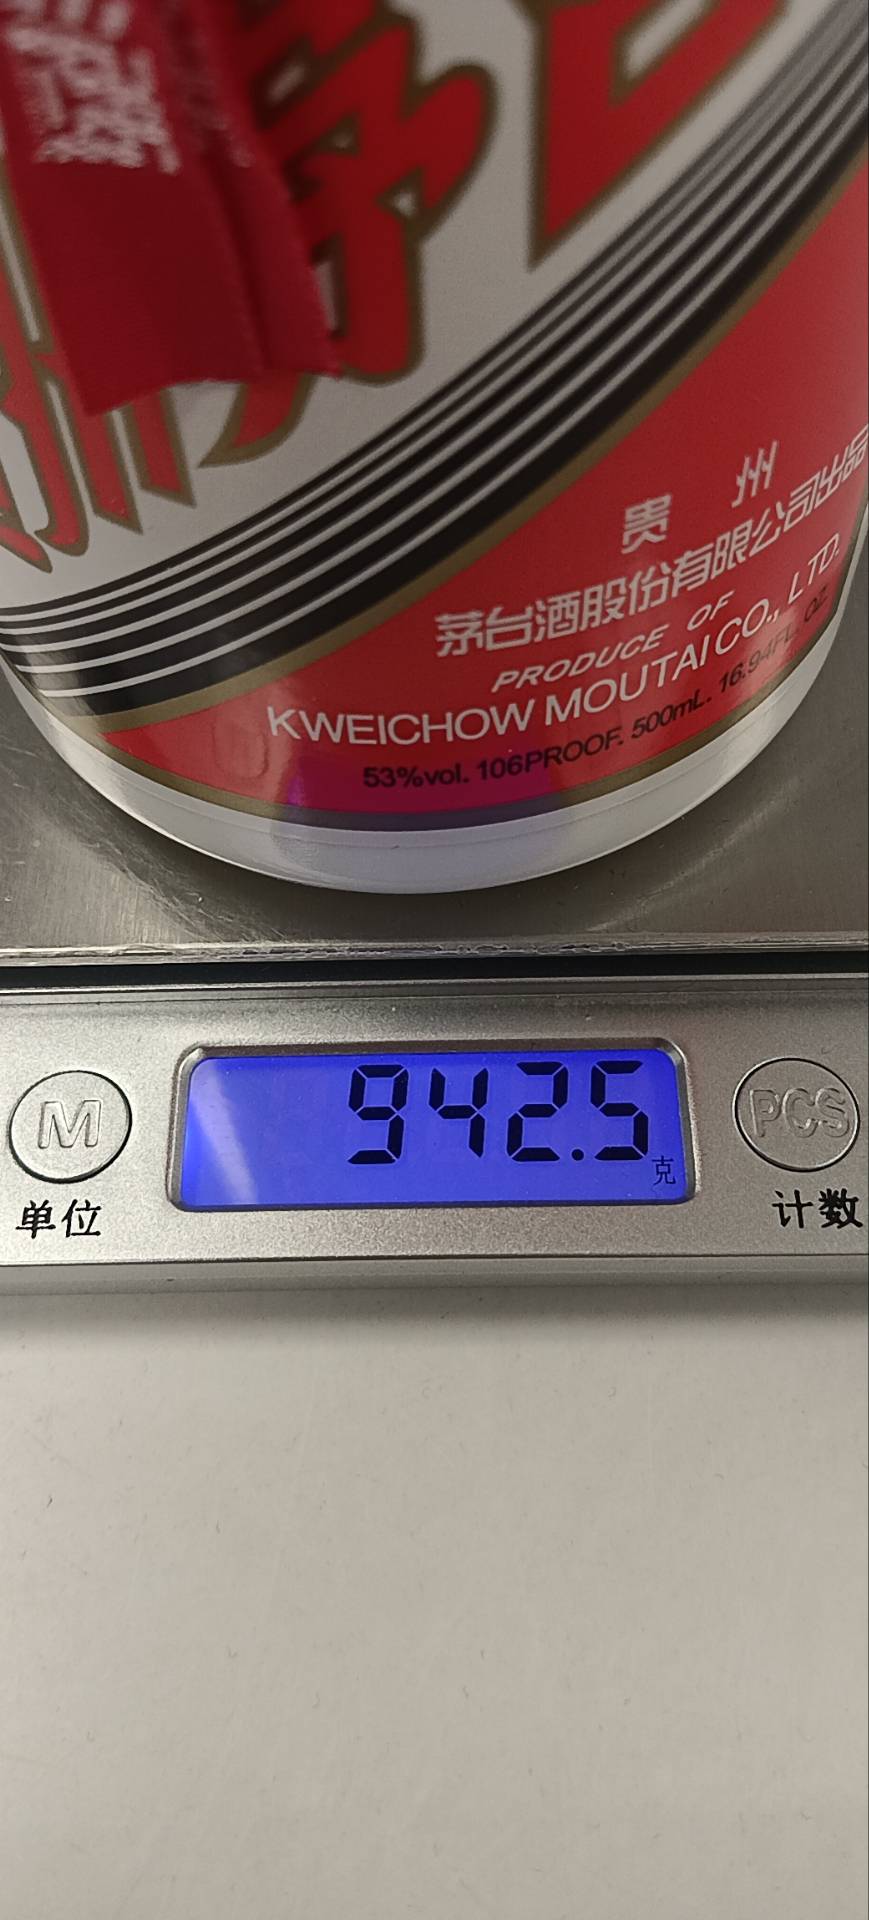 贵 州
茅台酒股份有限公司出品
PRODUCE OF
KWEICHOW MOUTAI CO., LTD.
53%vol. 106PROOF. 500mL. 16.94FL. OZ
M
942.5
克
PCS
单位
计数